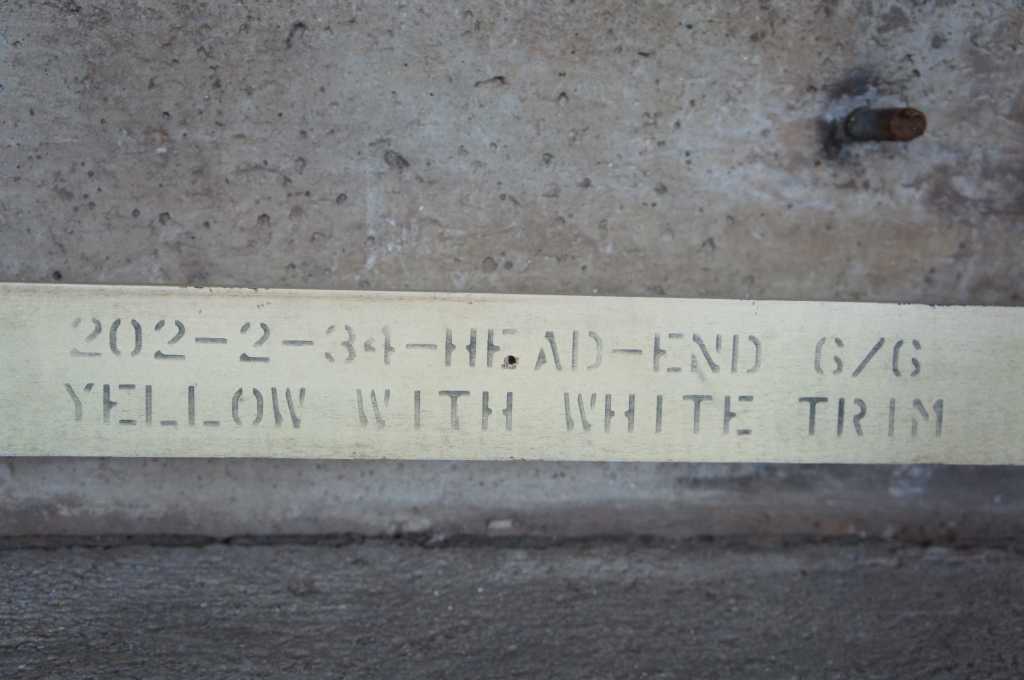 202-2-34-HEAD-END 6/6
YELLOW WITH WHITE TRIM